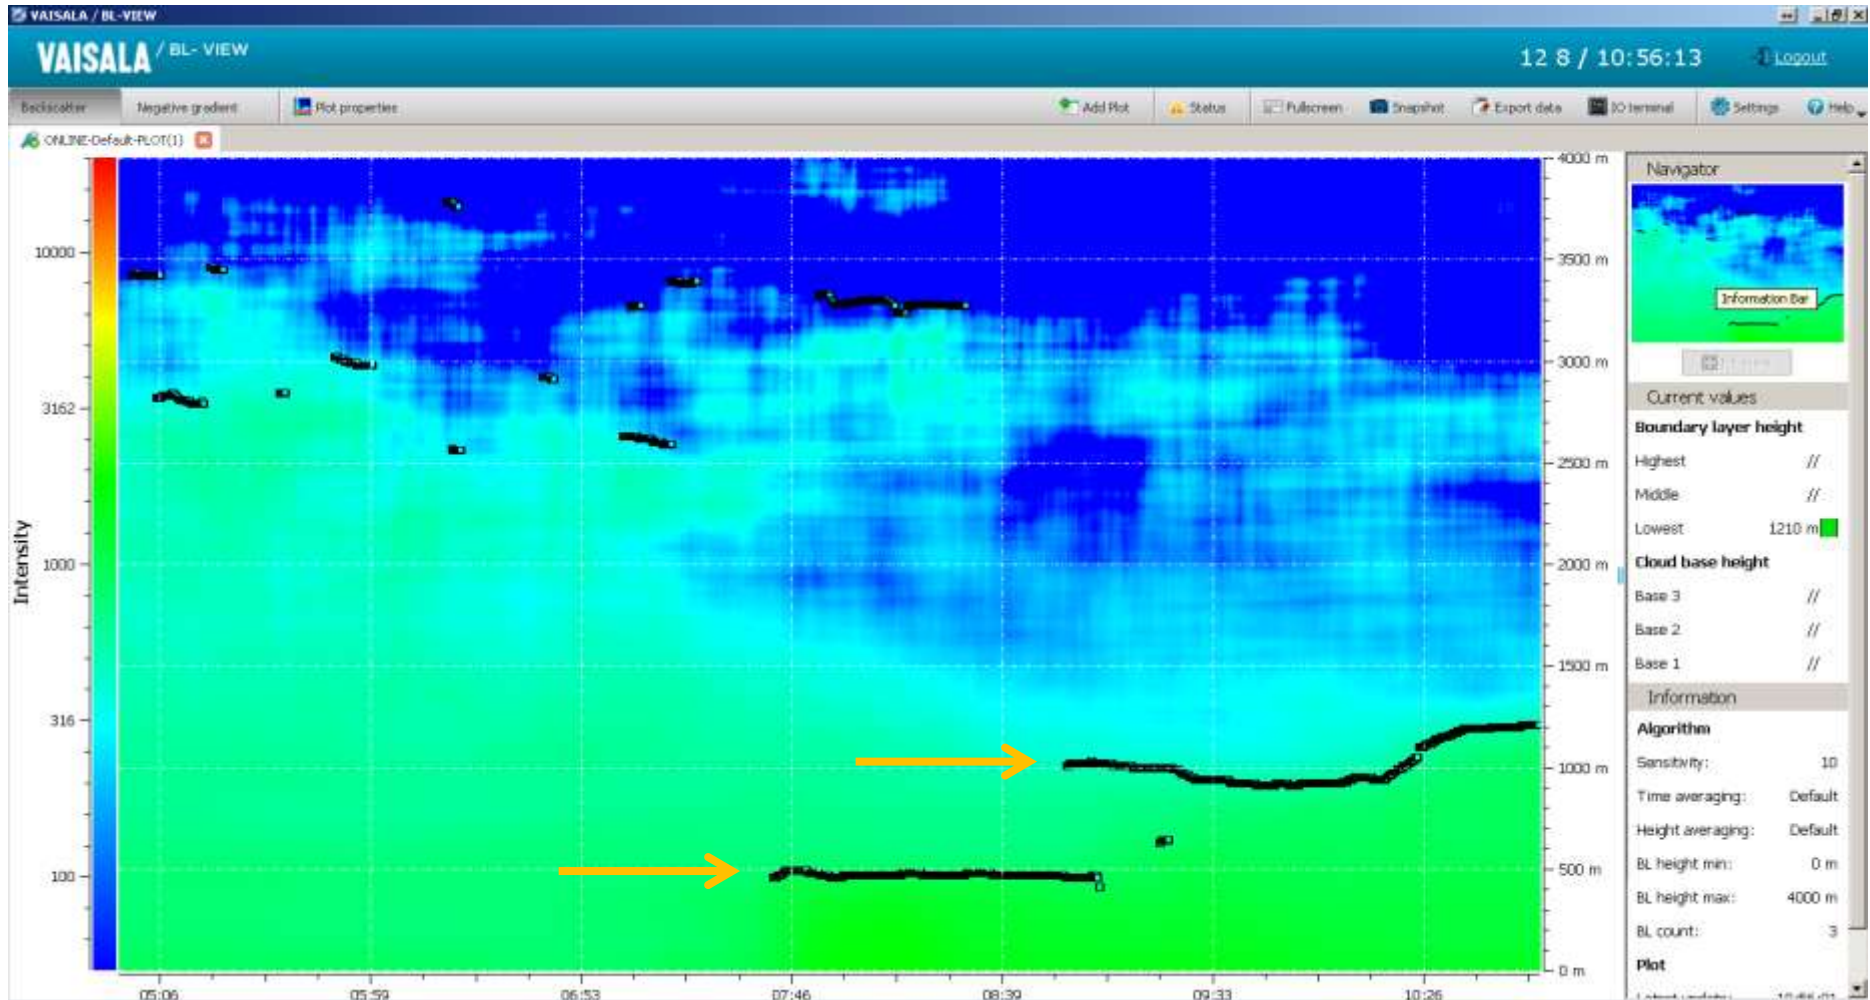 VAISALA / BL-VIEW
VAISALA / BL- VIEW
12 8 / 10:56:13
Logout
Backscatter
Negative gradient
Plot properties
Add Plot
Status
Fullscreen
Snapshot
Export data
IO terminal
Settings
Help
ONLINE-Default-PLOT(1)
Intensity
10000
3162
1000
316
100
4000 m
3500 m
3000 m
2500 m
2000 m
1500 m
1000 m
500 m
0 m
05:06
05:59
06:53
07:46
08:39
09:33
10:26
Navigator
Information Bar
Current values
Boundary layer height
Highest //
Middle //
Lowest 1210 m
Cloud base height
Base 3 //
Base 2 //
Base 1 //
Information
Algorithm
Sensitivity: 10
Time averaging: Default
Height averaging: Default
BL height min: 0 m
BL height max: 4000 m
BL count: 3
Plot